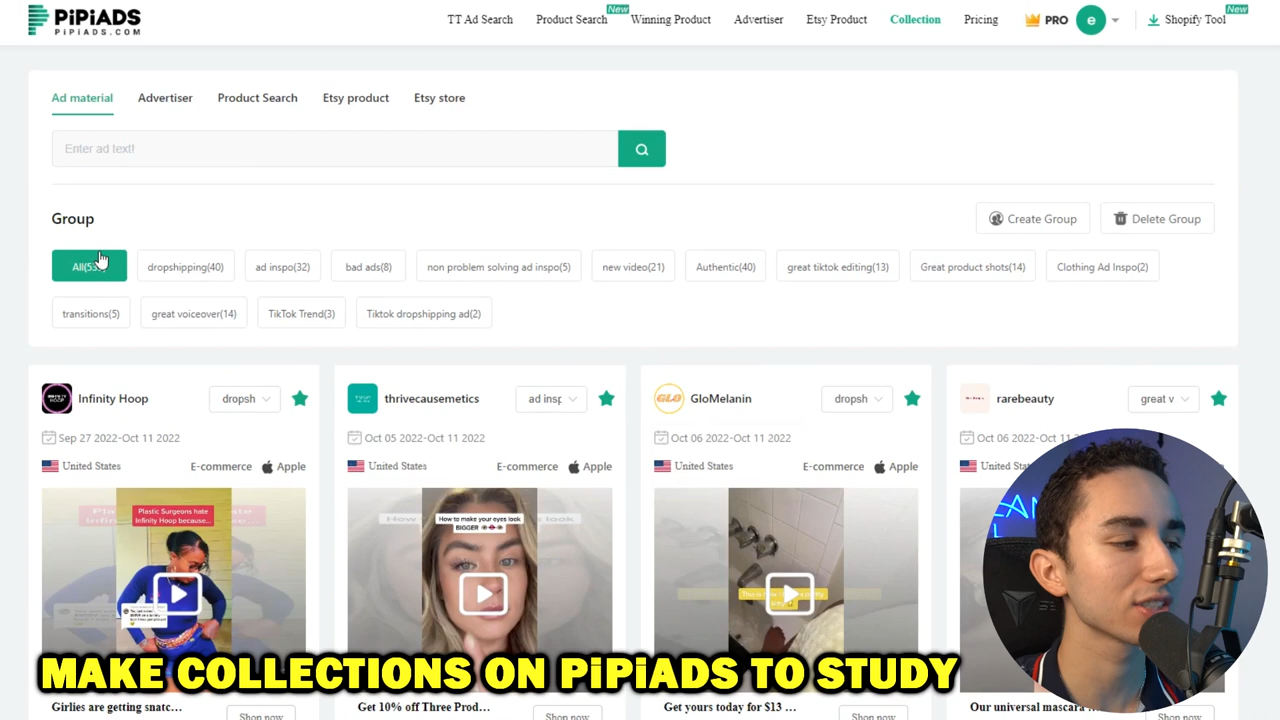 PiPiADS
PiPiADS.COM
TT Ad Search
Product Search
New
Winning Product
Advertiser
Etsy Product
Collection
Pricing
PRO
e
Shopify Tool
New
Ad material
Advertiser
Product Search
Etsy product
Etsy store
Enter ad text!
Group
Create Group
Delete Group
dropshipping(40)
ad inspo(32)
bad ads(8)
non problem solving ad inspo(5)
new video(21)
Authentic(40)
great tiktok editing(13)
Great product shots(14)
Clothing Ad Inspo(2)
transitions(5)
great voiceover(14)
TikTok Trend(3)
Tiktok dropshipping ad(2)
Infinity Hoop
dropsh
thrivecausemetics
ad insp
GloMelanin
dropsh
rarebeauty
great v
Sep 27 2022-Oct 11 2022
Oct 05 2022-Oct 11 2022
Oct 06 2022-Oct 11 2022
United States
E-commerce
Apple
United States
E-commerce
Apple
United States
E-commerce
Apple
Plastic Surgeons hate
Infinity Hoop because...
How to make your eyes look
BIGGER
MAKE COLLECTIONS ON PiPiADS TO STUDY
Girlies are getting snatc...
Shop now
Get 10% off Three Prod...
Shop now
Get yours today for $13 ...
Shop now
Our universal mascara
Shop now